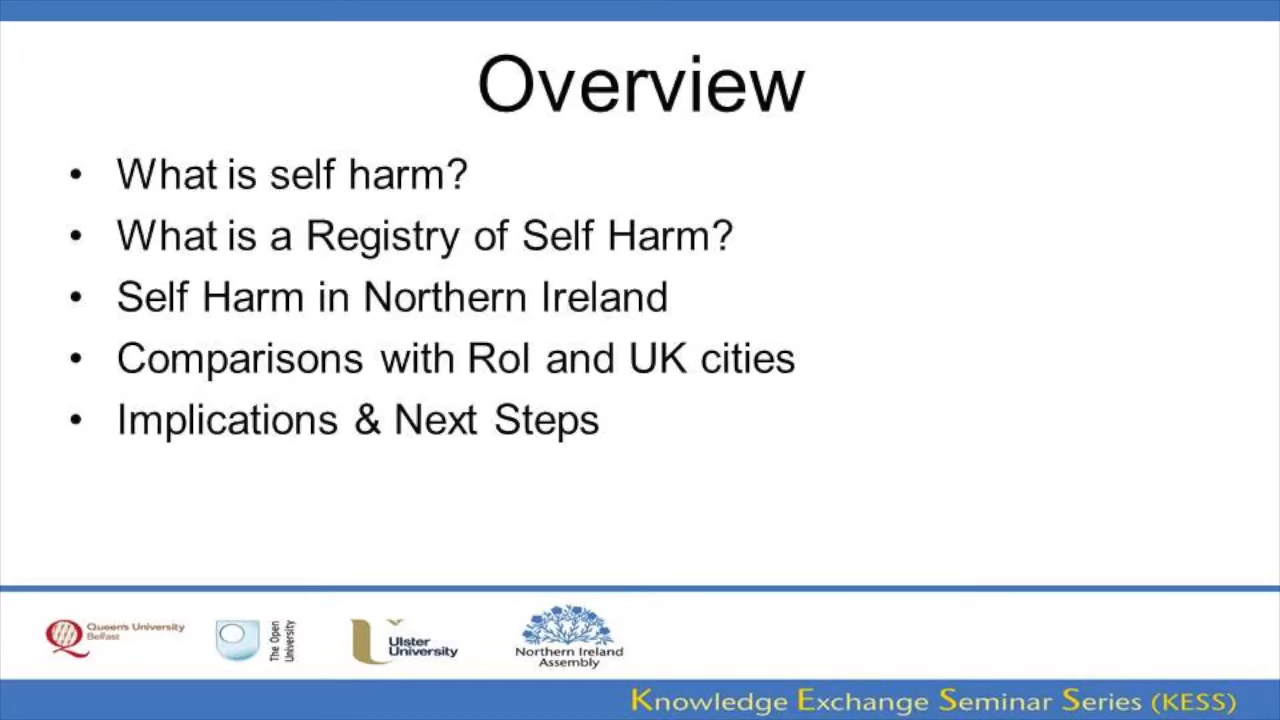 Overview
• What is self harm?
• What is a Registry of Self Harm?
• Self Harm in Northern Ireland
• Comparisons with RoI and UK cities
• Implications & Next Steps
Queen's University
Belfast
The Open
University
Ulster
University
Northern Ireland
Assembly
Knowledge Exchange Seminar Series (KESS)